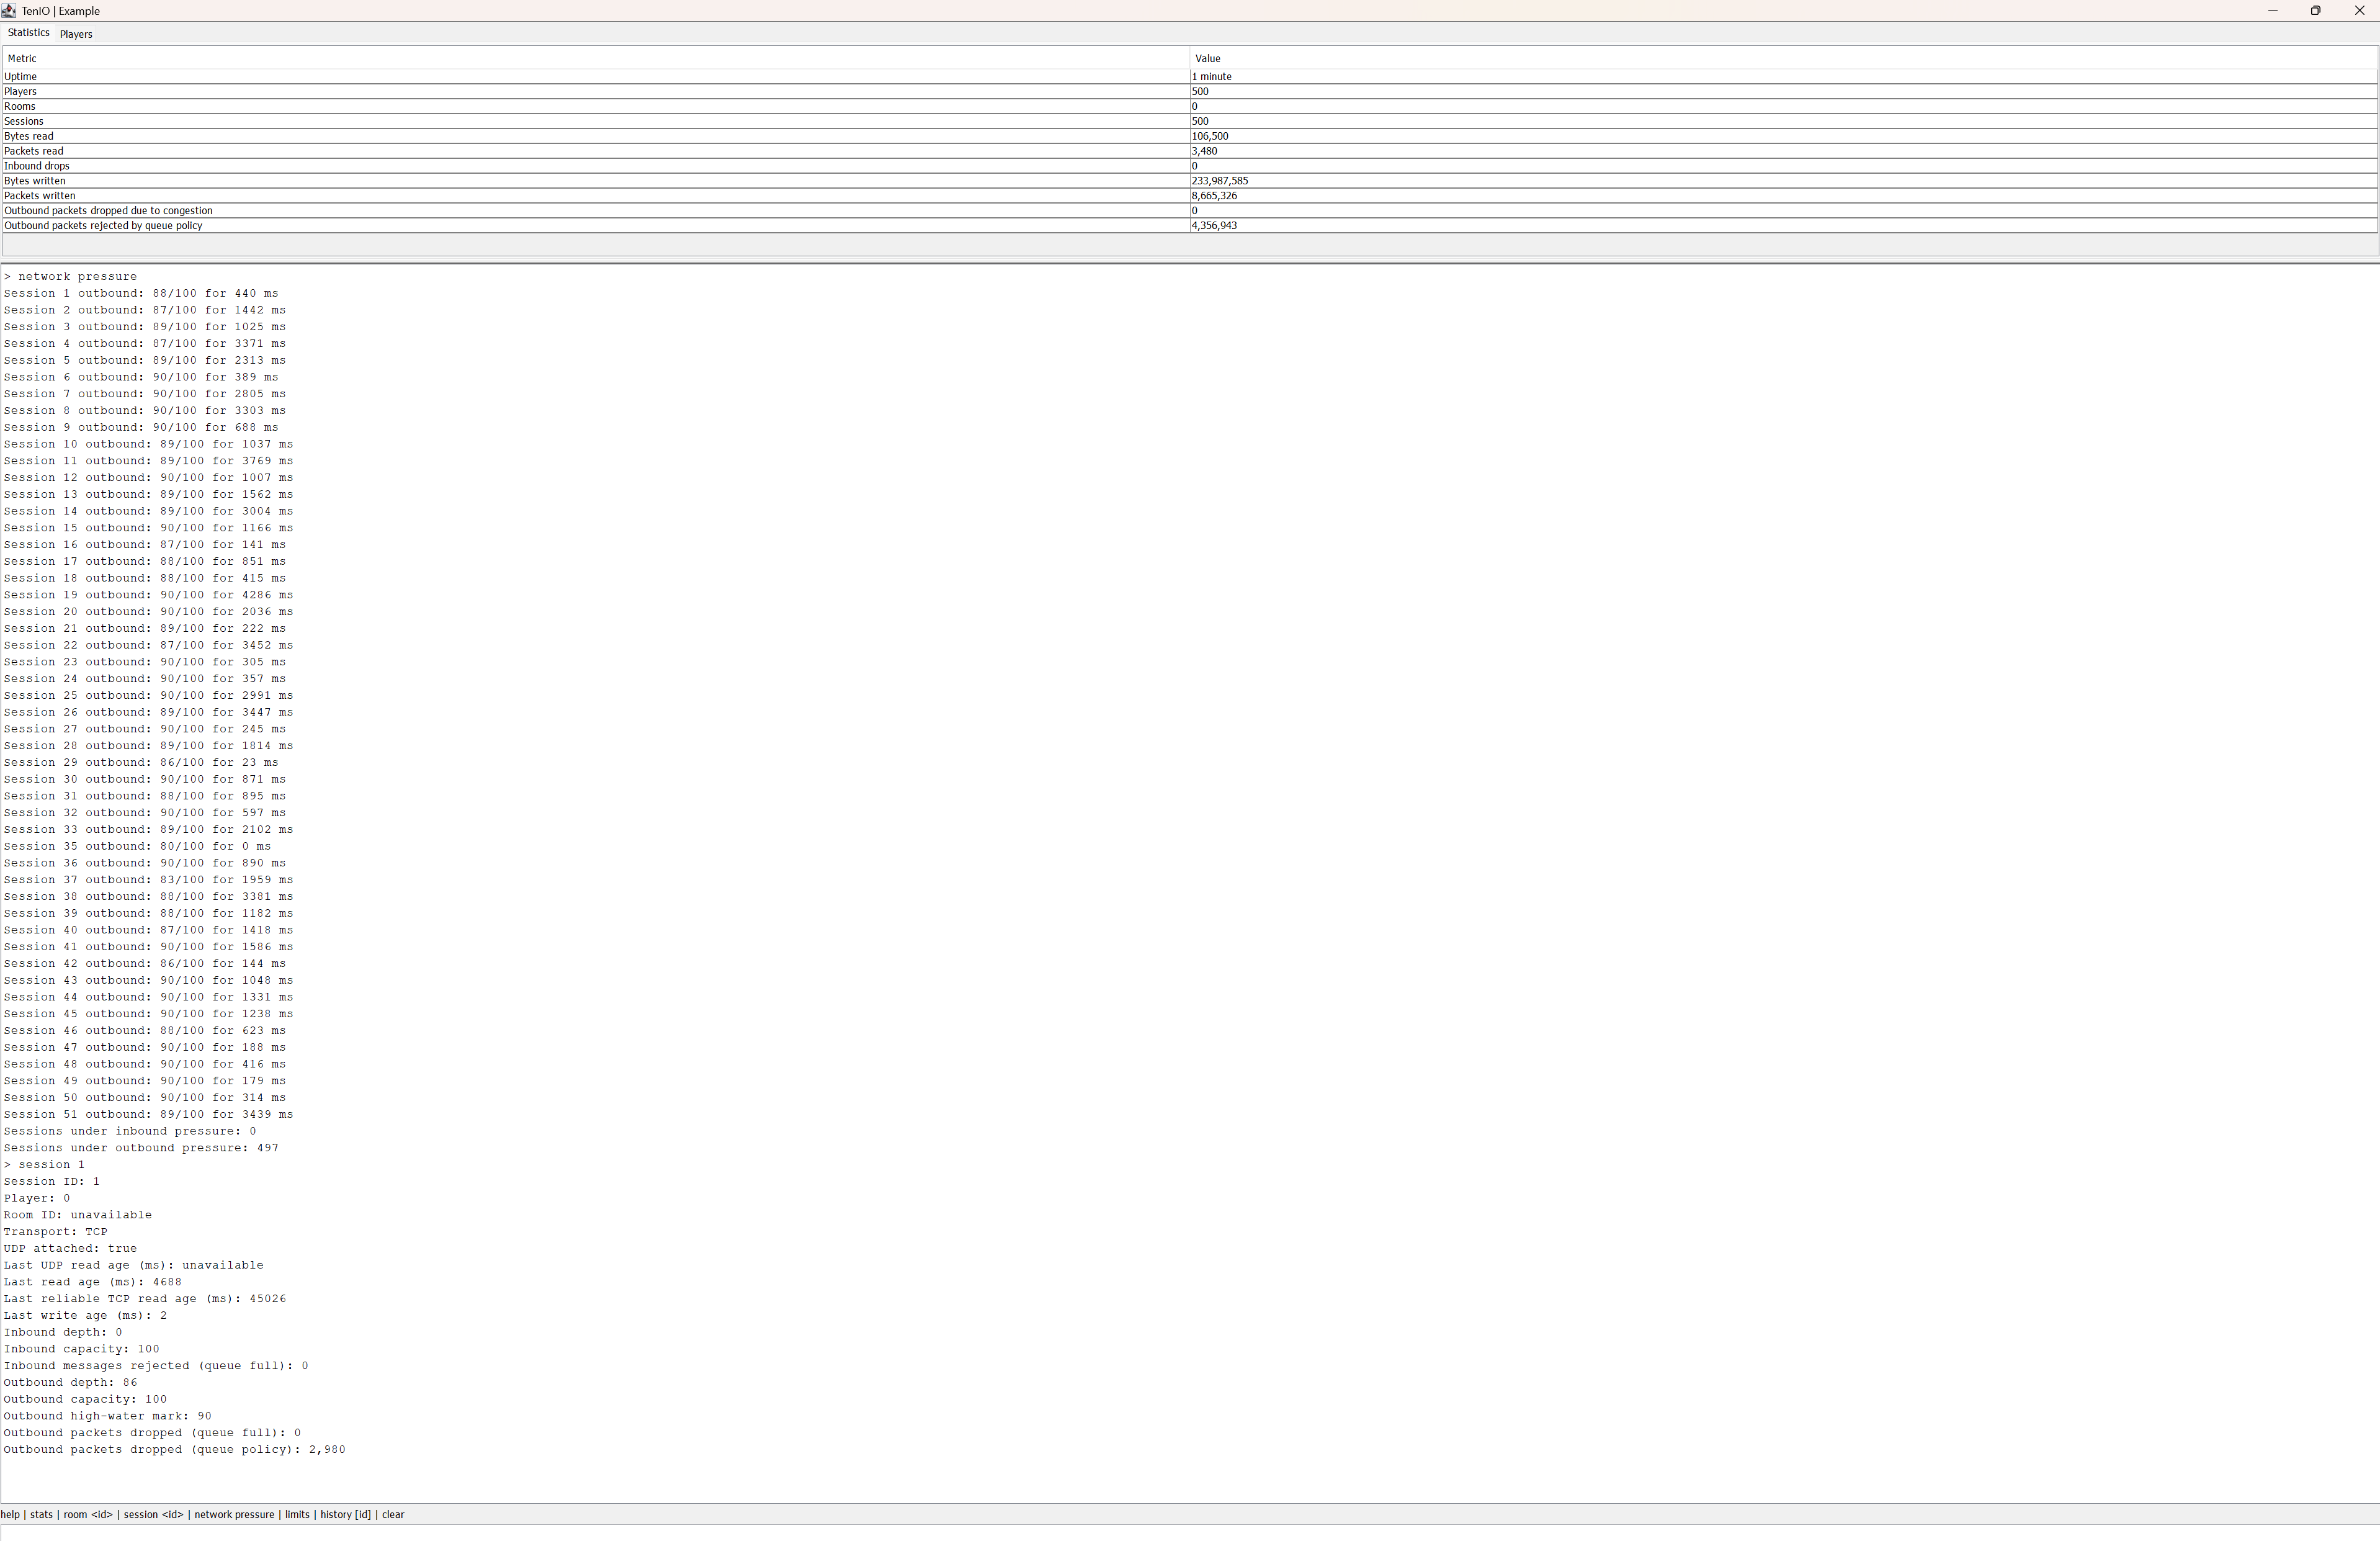 TenIO | Example
Statistics Players
Metric Value
Uptime 1 minute
Players 500
Rooms 0
Sessions 500
Bytes read 106,500
Packets read 3,480
Inbound drops 0
Bytes written 233,987,585
Packets written 8,665,326
Outbound packets dropped due to congestion 0
Outbound packets rejected by queue policy 4,356,943
> network pressure
Session 1 outbound: 88/100 for 440 ms
Session 2 outbound: 87/100 for 1442 ms
Session 3 outbound: 89/100 for 1025 ms
Session 4 outbound: 87/100 for 3371 ms
Session 5 outbound: 89/100 for 2313 ms
Session 6 outbound: 90/100 for 389 ms
Session 7 outbound: 90/100 for 2805 ms
Session 8 outbound: 90/100 for 3303 ms
Session 9 outbound: 90/100 for 688 ms
Session 10 outbound: 89/100 for 1037 ms
Session 11 outbound: 89/100 for 3769 ms
Session 12 outbound: 90/100 for 1007 ms
Session 13 outbound: 89/100 for 1562 ms
Session 14 outbound: 89/100 for 3004 ms
Session 15 outbound: 90/100 for 1166 ms
Session 16 outbound: 87/100 for 141 ms
Session 17 outbound: 88/100 for 851 ms
Session 18 outbound: 88/100 for 415 ms
Session 19 outbound: 90/100 for 4286 ms
Session 20 outbound: 90/100 for 2036 ms
Session 21 outbound: 89/100 for 222 ms
Session 22 outbound: 87/100 for 3452 ms
Session 23 outbound: 90/100 for 305 ms
Session 24 outbound: 90/100 for 357 ms
Session 25 outbound: 90/100 for 2991 ms
Session 26 outbound: 89/100 for 3447 ms
Session 27 outbound: 90/100 for 245 ms
Session 28 outbound: 89/100 for 1814 ms
Session 29 outbound: 86/100 for 23 ms
Session 30 outbound: 90/100 for 871 ms
Session 31 outbound: 88/100 for 895 ms
Session 32 outbound: 90/100 for 597 ms
Session 33 outbound: 89/100 for 2102 ms
Session 35 outbound: 80/100 for 0 ms
Session 36 outbound: 90/100 for 890 ms
Session 37 outbound: 83/100 for 1959 ms
Session 38 outbound: 88/100 for 3381 ms
Session 39 outbound: 88/100 for 1182 ms
Session 40 outbound: 87/100 for 1418 ms
Session 41 outbound: 90/100 for 1586 ms
Session 42 outbound: 86/100 for 144 ms
Session 43 outbound: 90/100 for 1048 ms
Session 44 outbound: 90/100 for 1331 ms
Session 45 outbound: 90/100 for 1238 ms
Session 46 outbound: 88/100 for 623 ms
Session 47 outbound: 90/100 for 188 ms
Session 48 outbound: 90/100 for 416 ms
Session 49 outbound: 90/100 for 179 ms
Session 50 outbound: 90/100 for 314 ms
Session 51 outbound: 89/100 for 3439 ms
Sessions under inbound pressure: 0
Sessions under outbound pressure: 497
> session 1
Session ID: 1
Player: 0
Room ID: unavailable
Transport: TCP
UDP attached: true
Last UDP read age (ms): unavailable
Last read age (ms): 4688
Last reliable TCP read age (ms): 45026
Last write age (ms): 2
Inbound depth: 0
Inbound capacity: 100
Inbound messages rejected (queue full): 0
Outbound depth: 86
Outbound capacity: 100
Outbound high-water mark: 90
Outbound packets dropped (queue full): 0
Outbound packets dropped (queue policy): 2,980
help | stats | room <id> | session <id> | network pressure | limits | history [id] | clear